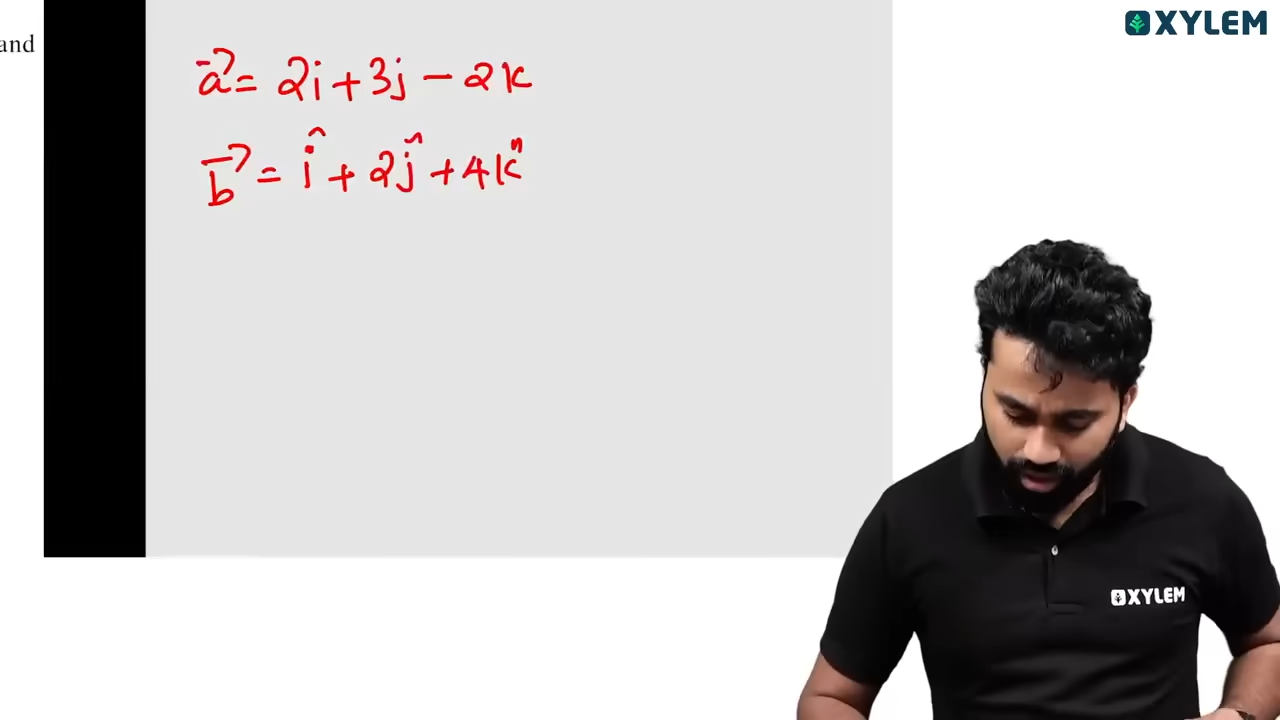 XYLEM
and
a⃗ = 2i + 3j - 2k
b⃗ = î + 2ĵ + 4k̂
XYLEM